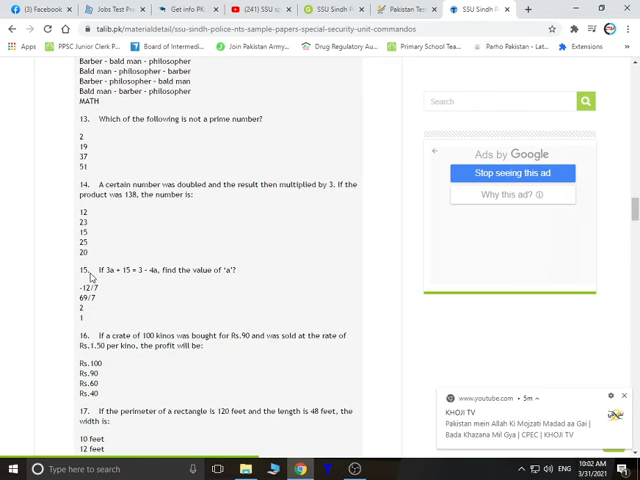 (3) Facebook
Jobs Test Pre
Get info PK:
(241) SSU s
SSU Sindh P
Pakistan Tes
SSU Sindh P
talib.pk/materialdetail/ssu-sindh-police-nts-sample-papers-special-security-unit-commandos
Apps
PPSC Junior Clerk P...
Board of Intermedi...
Join Pakistan Army...
Drug Regulatory Au...
Primary School Tea...
Parho Pakistan, Co...
Extensions
Barber - bald man - philosopher
Bald man - philosopher - barber
Barber - philosopher - bald man
Bald man - barber - philosopher
MATH
13. Which of the following is not a prime number?
2
19
37
51
14. A certain number was doubled and the result then multiplied by 3. If the
product was 138, the number is:
12
23
15
25
20
15. If 3a + 15 = 3 - 4a, find the value of 'a'?
-12/7
69/7
2
1
16. If a crate of 100 kinos was bought for Rs.90 and was sold at the rate of
Rs.1.50 per kino, the profit will be:
Rs.100
Rs.90
Rs.60
Rs.40
17. If the perimeter of a rectangle is 120 feet and the length is 48 feet, the
width is:
10 feet
12 feet
Search
Ads by Google
Stop seeing this ad
Why this ad?
www.youtube.com • 5m
KHOJI TV
Pakistan mein Allah Ki Mojzati Madad aa Gai |
Bada Khazana Mil Gya | CPEC | KHOJI TV
Type here to search
ENG
10:02 AM
3/31/2021